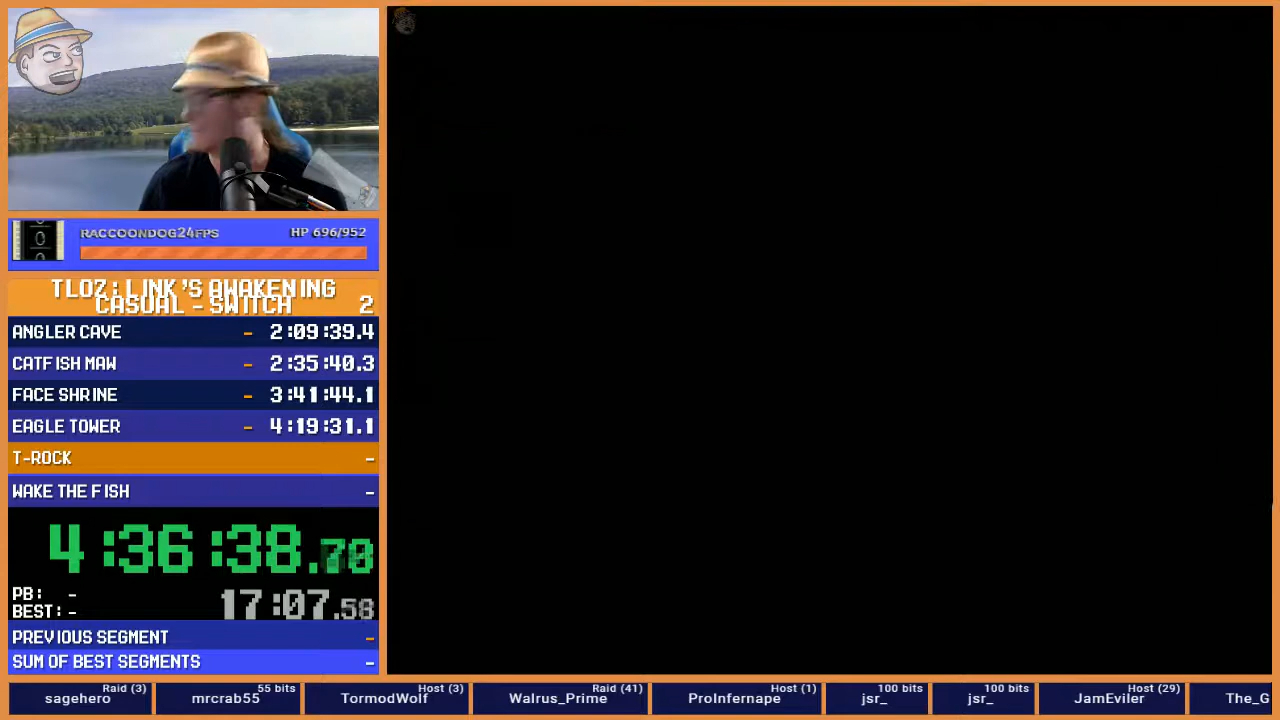 RACCOONDOG24FPS HP 696/952
0
TLOZ: LINK'S AWAKENING
CASUAL - SWITCH 2
ANGLER CAVE - 2:09:39.4
CATFISH MAW - 2:35:40.3
FACE SHRINE - 3:41:44.1
EAGLE TOWER - 4:19:31.1
T-ROCK -
WAKE THE FISH -
4:36:38.70
PB: -
BEST: - 17:07.58
PREVIOUS SEGMENT -
SUM OF BEST SEGMENTS -
Raid (3) 55 bits Host (3) Raid (41) Host (1) 100 bits 100 bits Host (29)
sagehero mrcrab55 TormodWolf Walrus_Prime ProInfernape jsr_ jsr_ JamEviler The_G